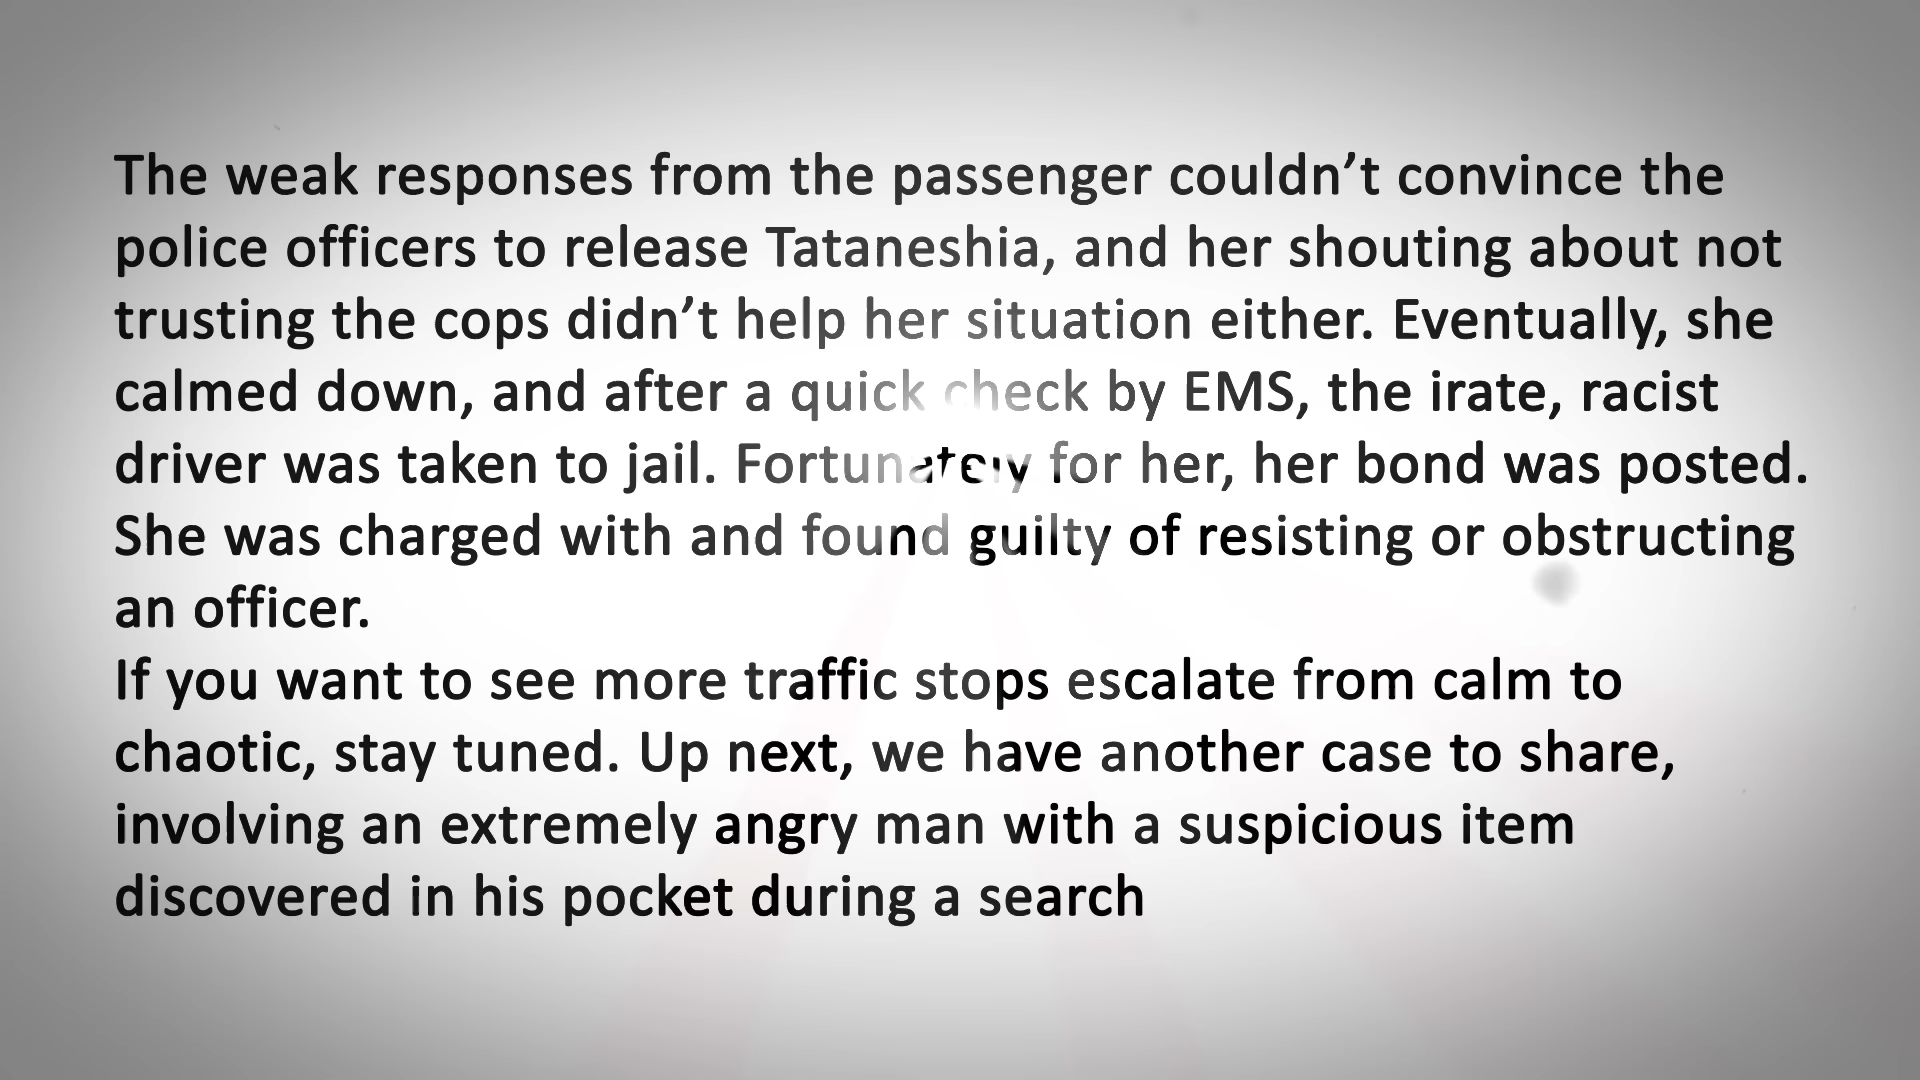 The weak responses from the passenger couldn’t convince the
police officers to release Tataneshia, and her shouting about not
trusting the cops didn’t help her situation either. Eventually, she
calmed down, and after a quick check by EMS, the irate, racist
driver was taken to jail. Fortunately for her, her bond was posted.
She was charged with and found guilty of resisting or obstructing
an officer.
If you want to see more traffic stops escalate from calm to
chaotic, stay tuned. Up next, we have another case to share,
involving an extremely angry man with a suspicious item
discovered in his pocket during a search